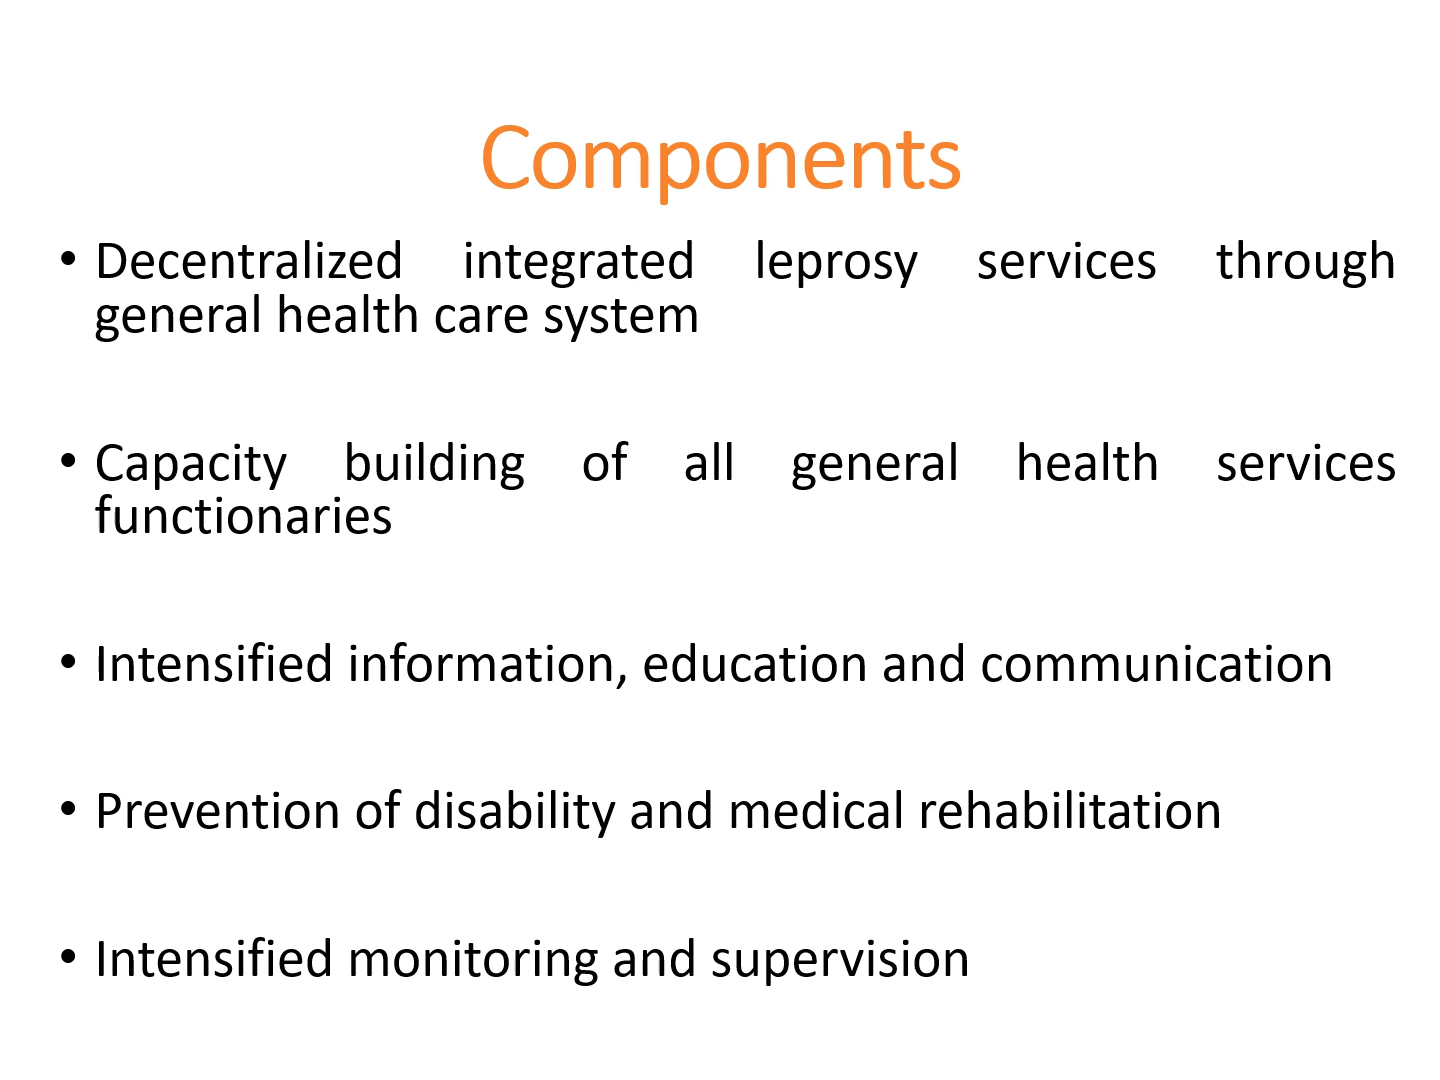 Components
• Decentralized integrated leprosy services through
general health care system
• Capacity building of all general health services
functionaries
• Intensified information, education and communication
• Prevention of disability and medical rehabilitation
• Intensified monitoring and supervision